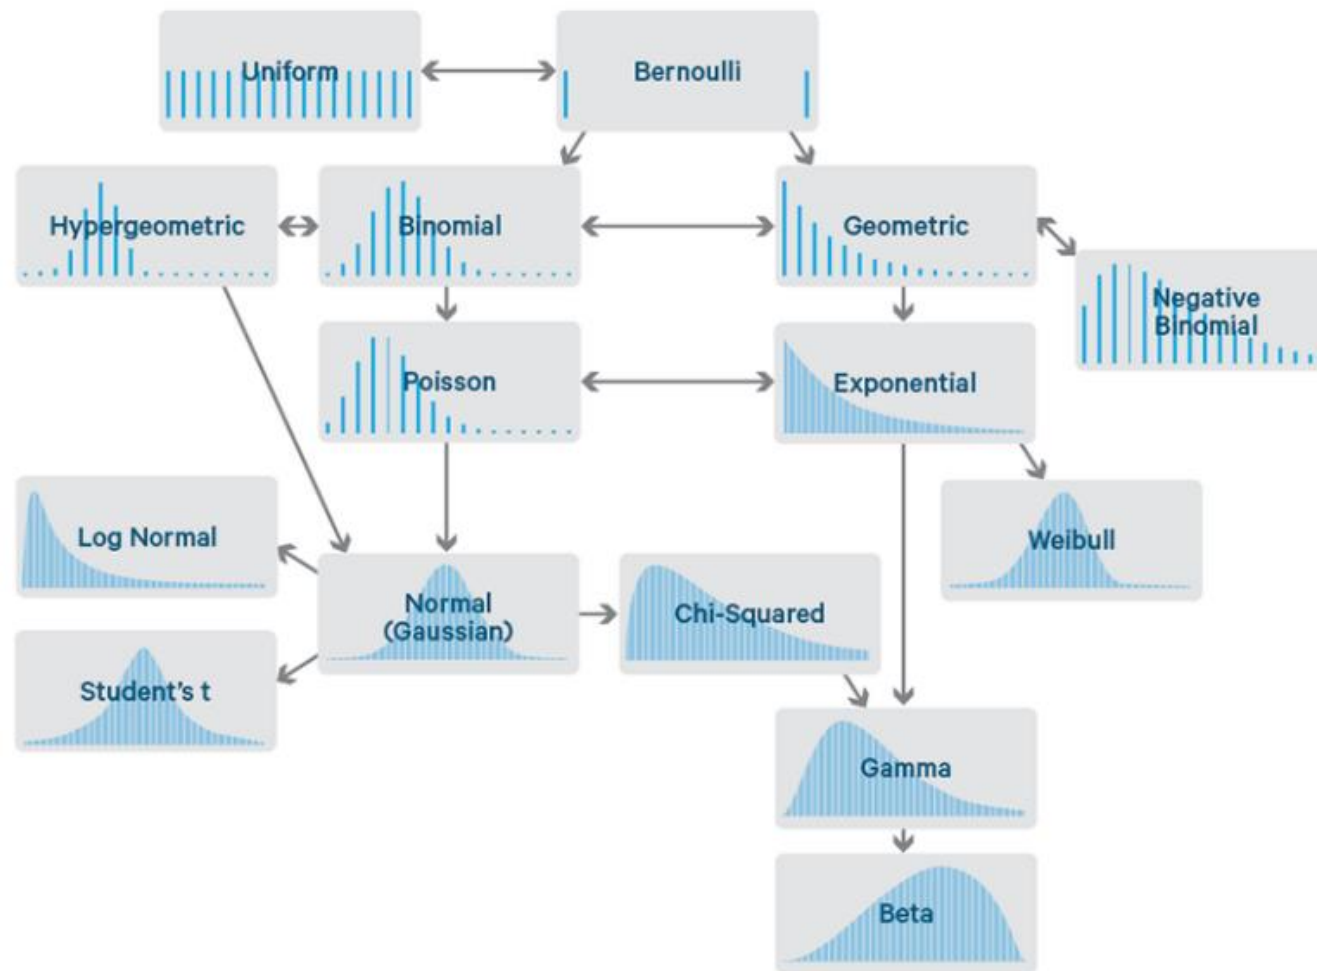 Uniform
Bernoulli
Hypergeometric
Binomial
Geometric
Negative
Binomial
Poisson
Exponential
Log Normal
Weibull
Normal
(Gaussian)
Chi-Squared
Student's t
Gamma
Beta